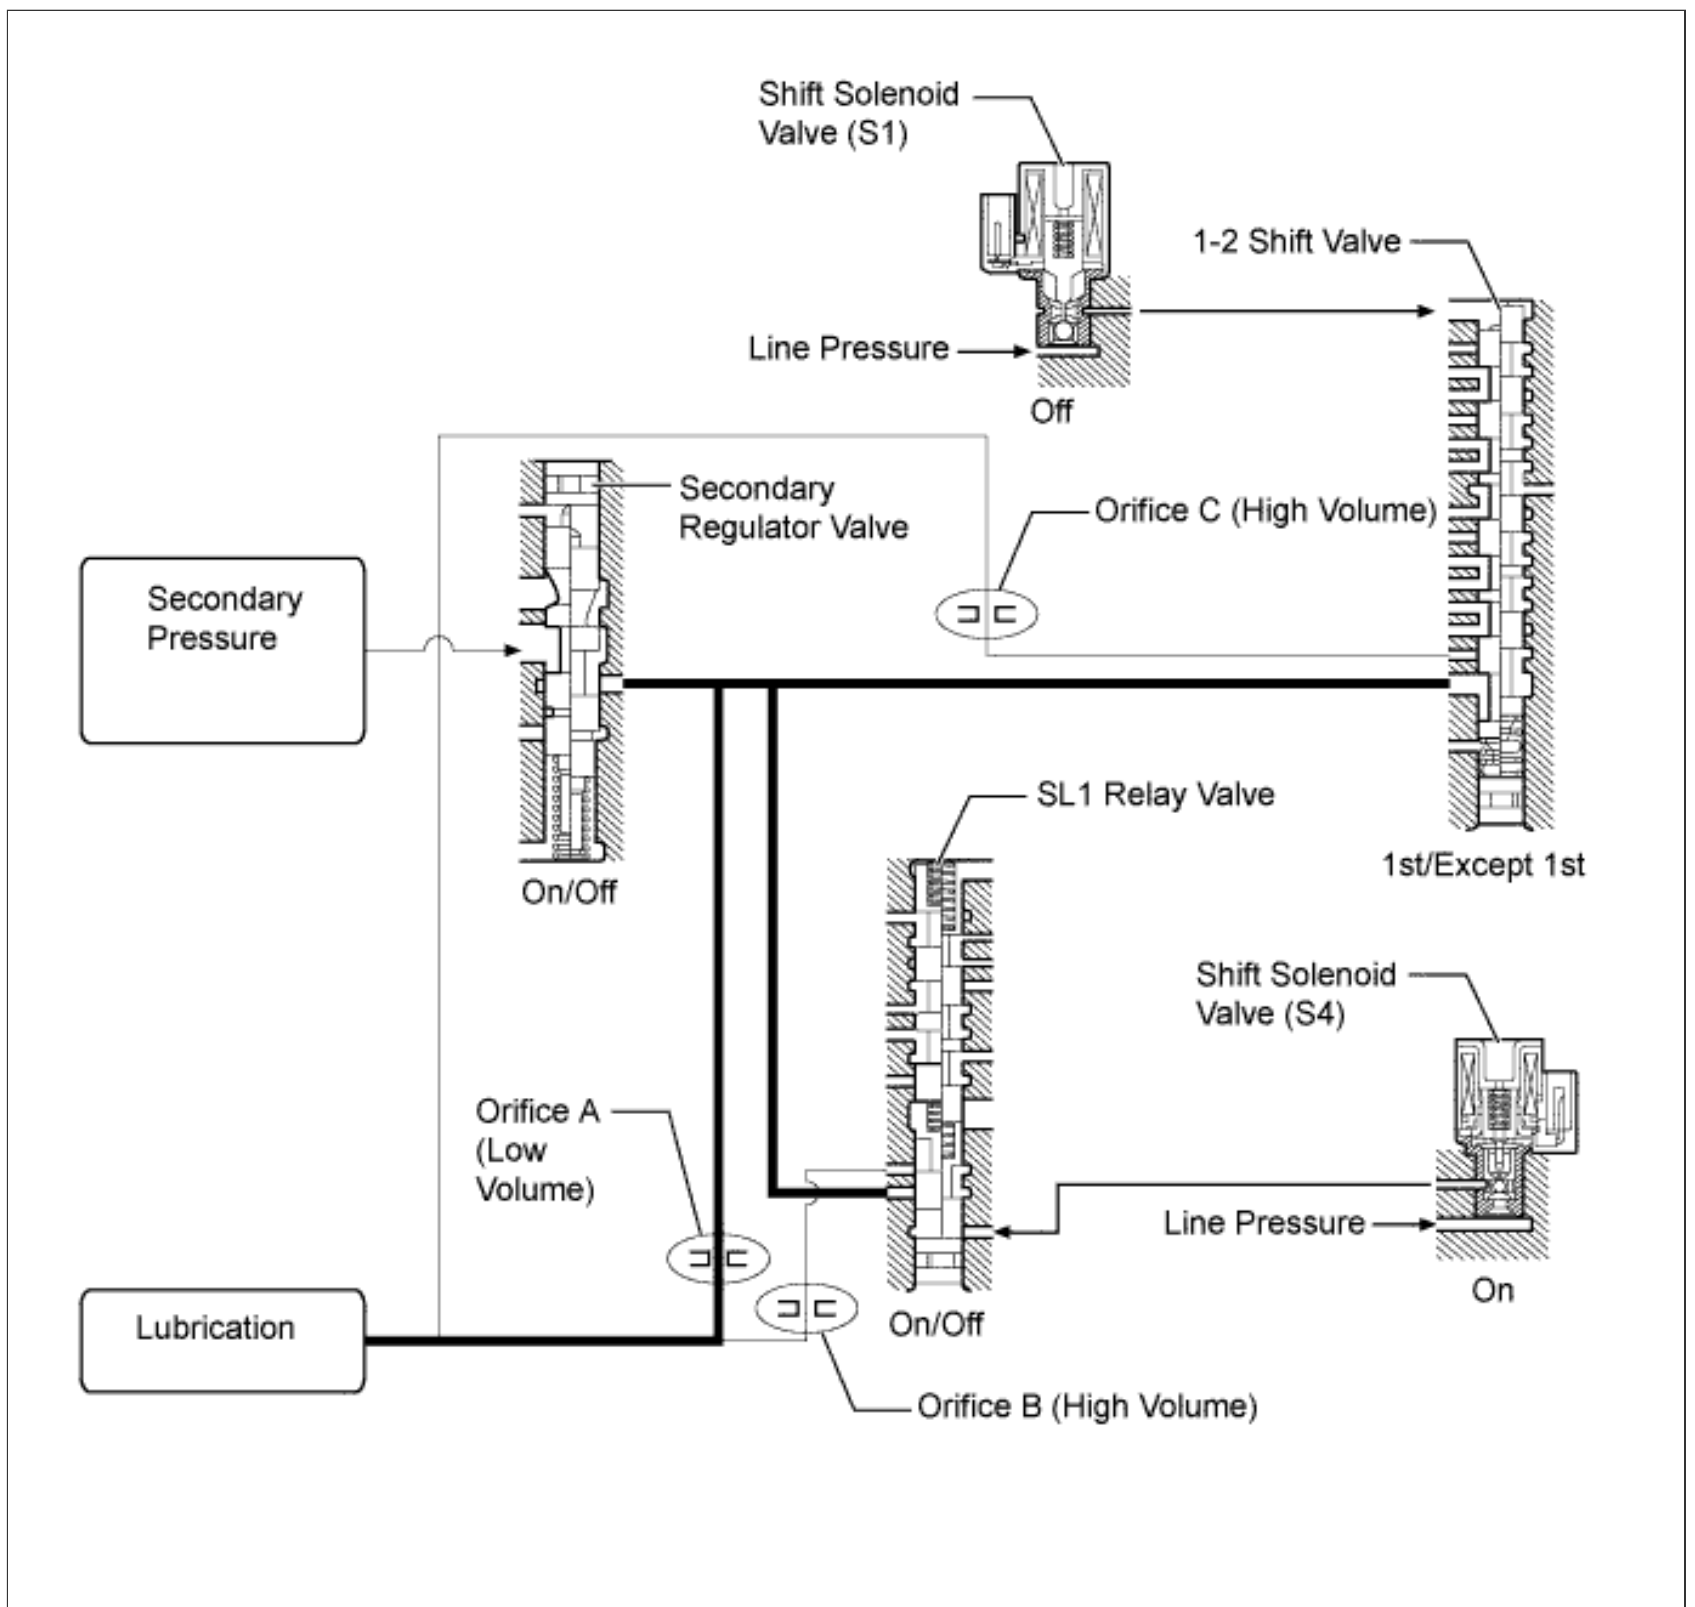 Shift Solenoid
Valve (S1)
1-2 Shift Valve
Line Pressure
Off
Secondary
Regulator Valve
Orifice C (High Volume)
Secondary
Pressure
SL1 Relay Valve
1st/Except 1st
On/Off
Shift Solenoid
Valve (S4)
Orifice A
(Low
Volume)
Line Pressure
On
Lubrication
On/Off
Orifice B (High Volume)